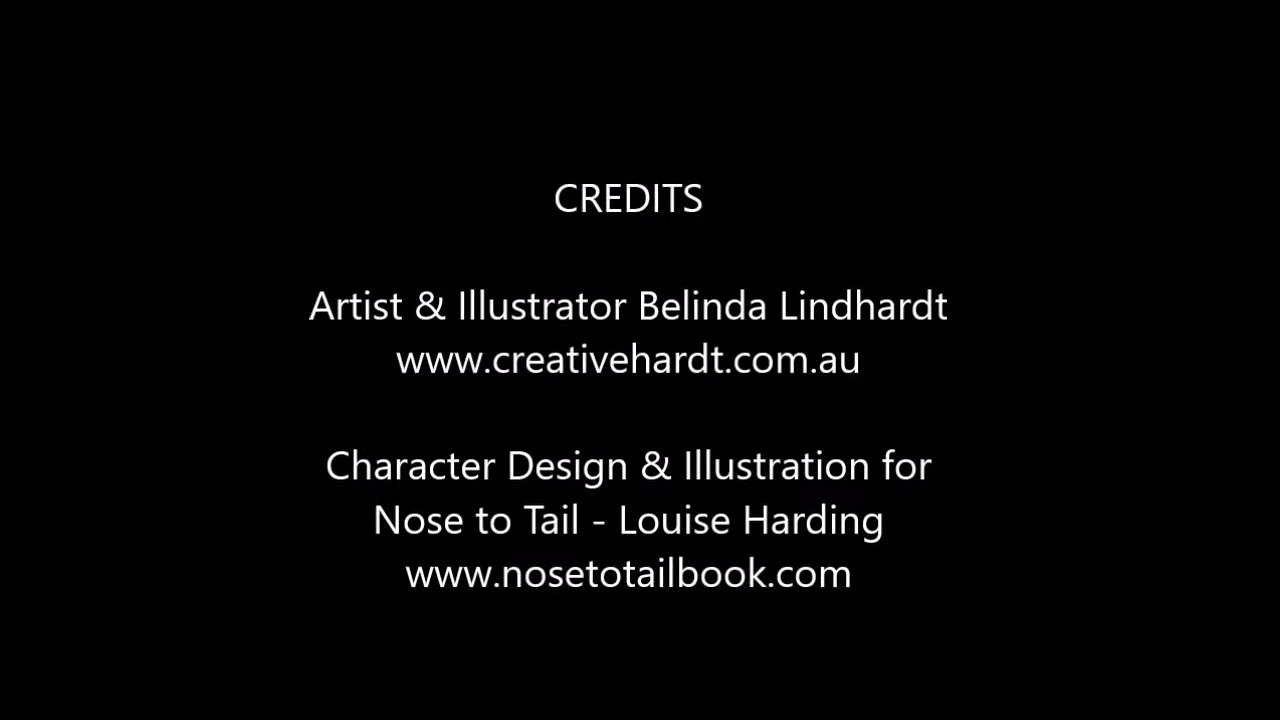 CREDITS
Artist & Illustrator Belinda Lindhardt
www.creativehardt.com.au
Character Design & Illustration for
Nose to Tail - Louise Harding
www.nosetotailbook.com